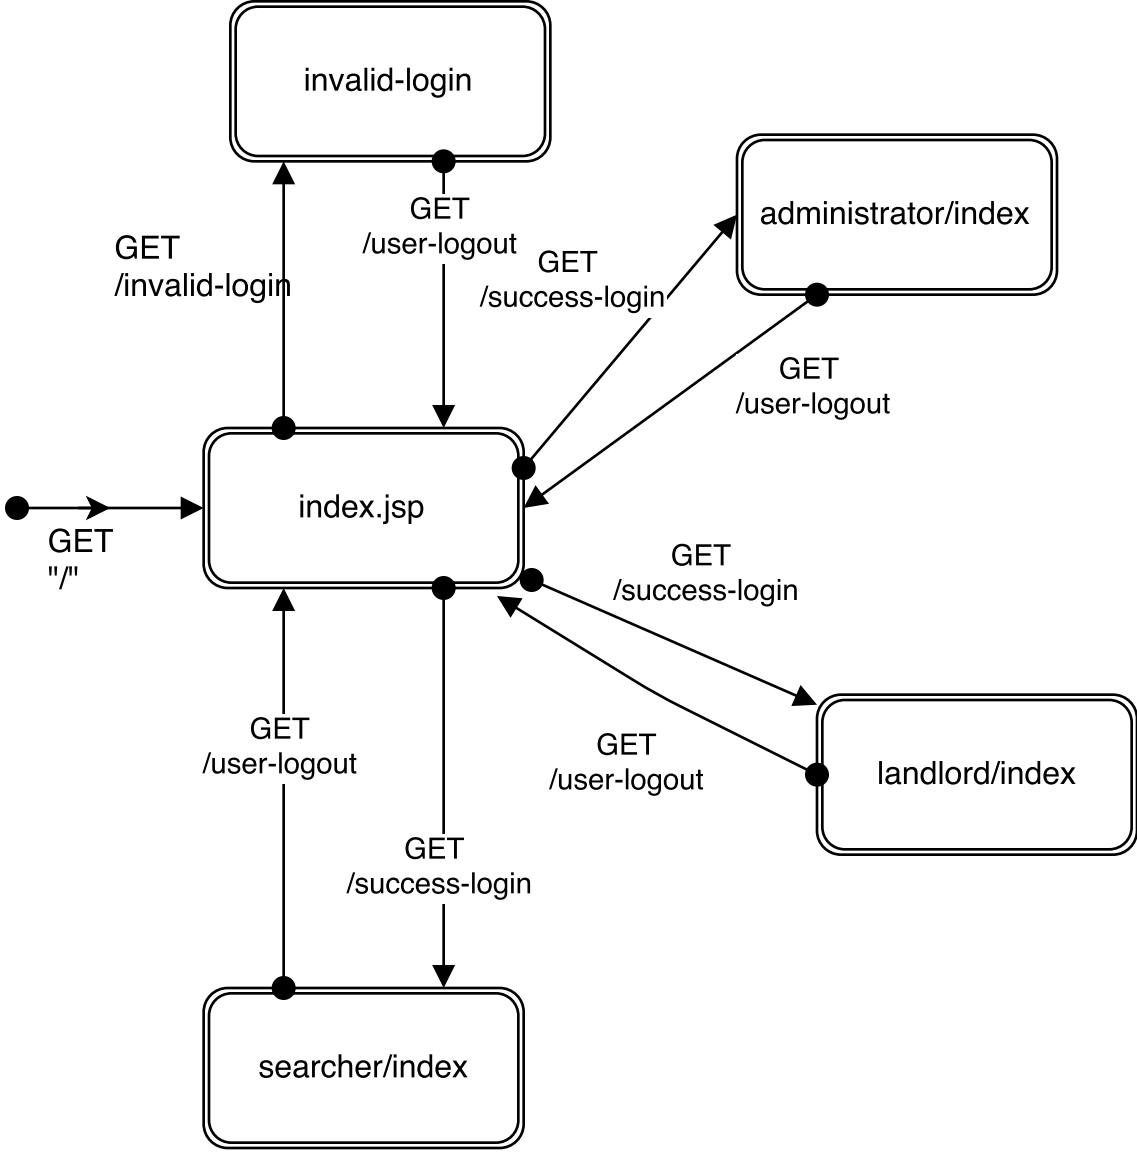 invalid-login
GET
/user-logout
administrator/index
GET
/invalid-login
GET
/success-login
GET
/user-logout
index.jsp
GET
"/"
GET
/success-login
GET
/user-logout
GET
/user-logout
landlord/index
GET
/success-login
searcher/index